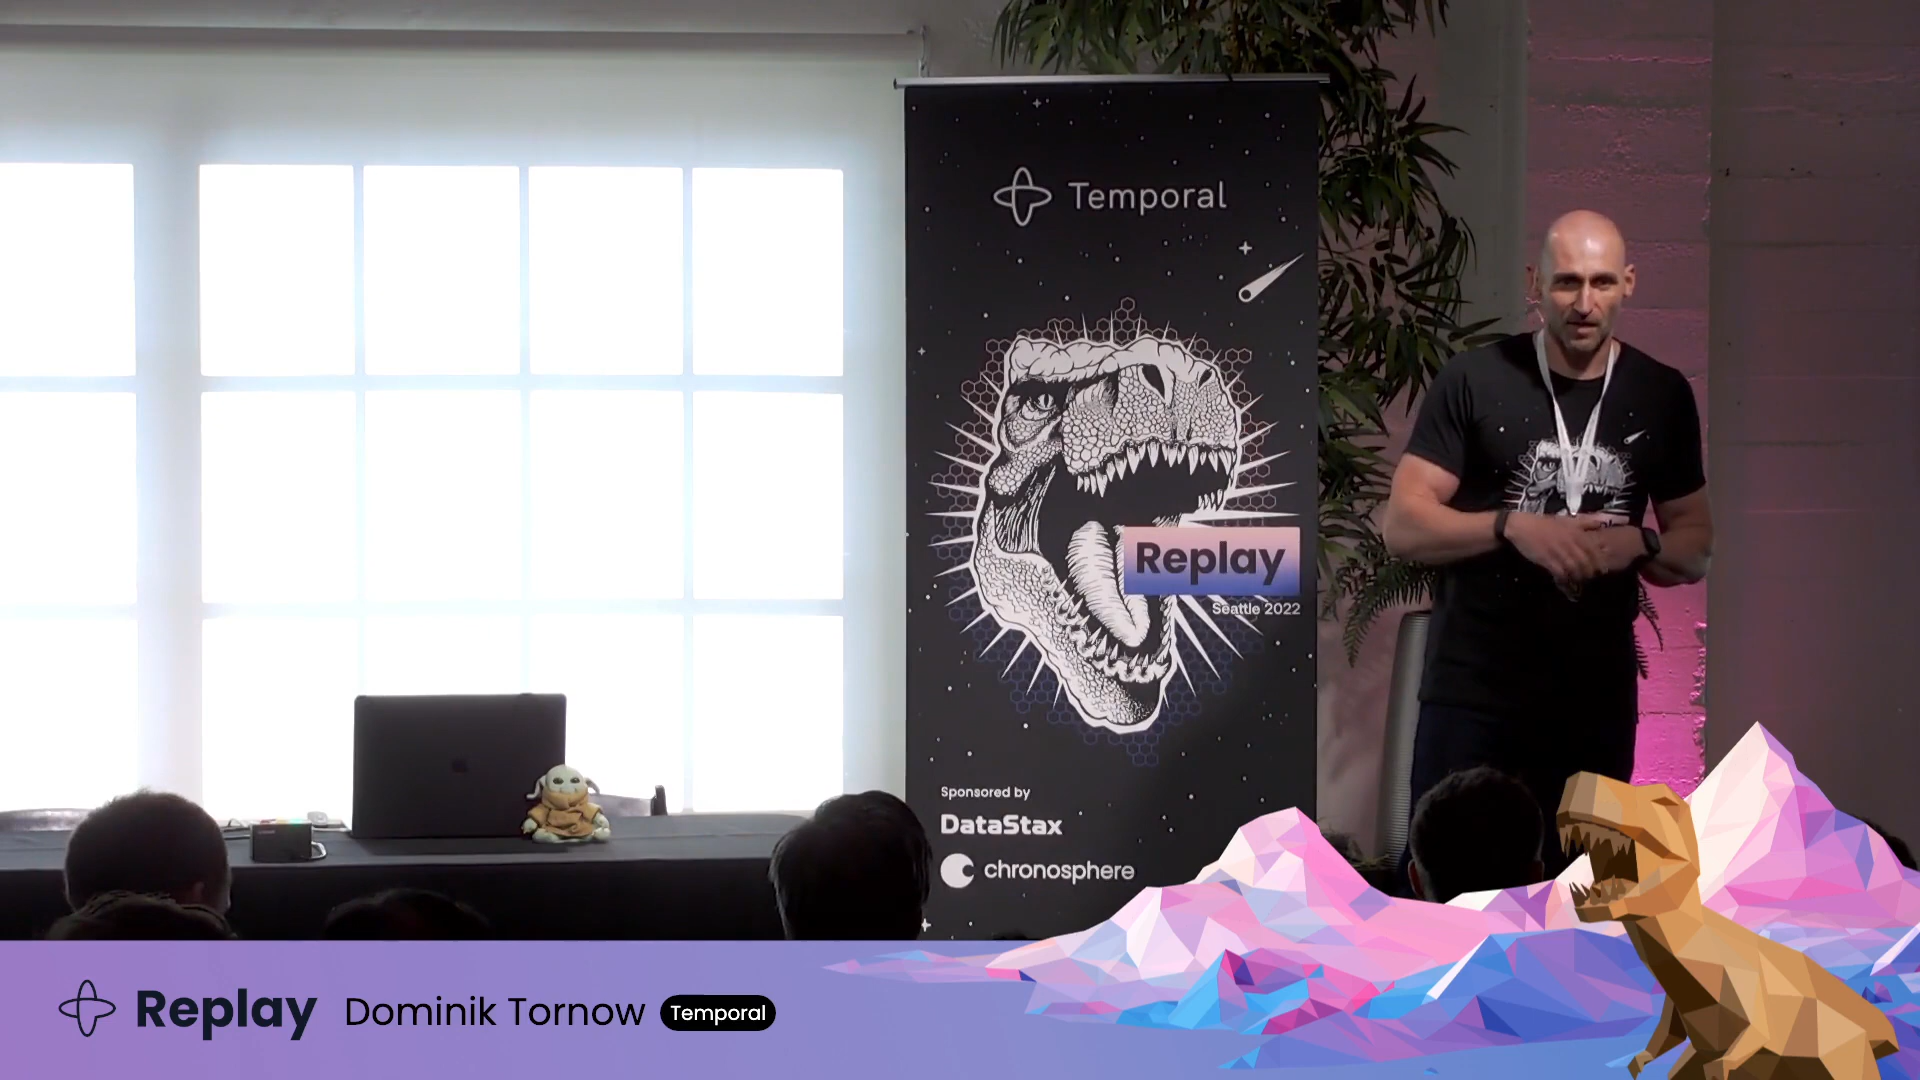 Temporal
Replay
Seattle 2022
Sponsored by
DataStax
chronosphere
Replay Dominik Tornow Temporal